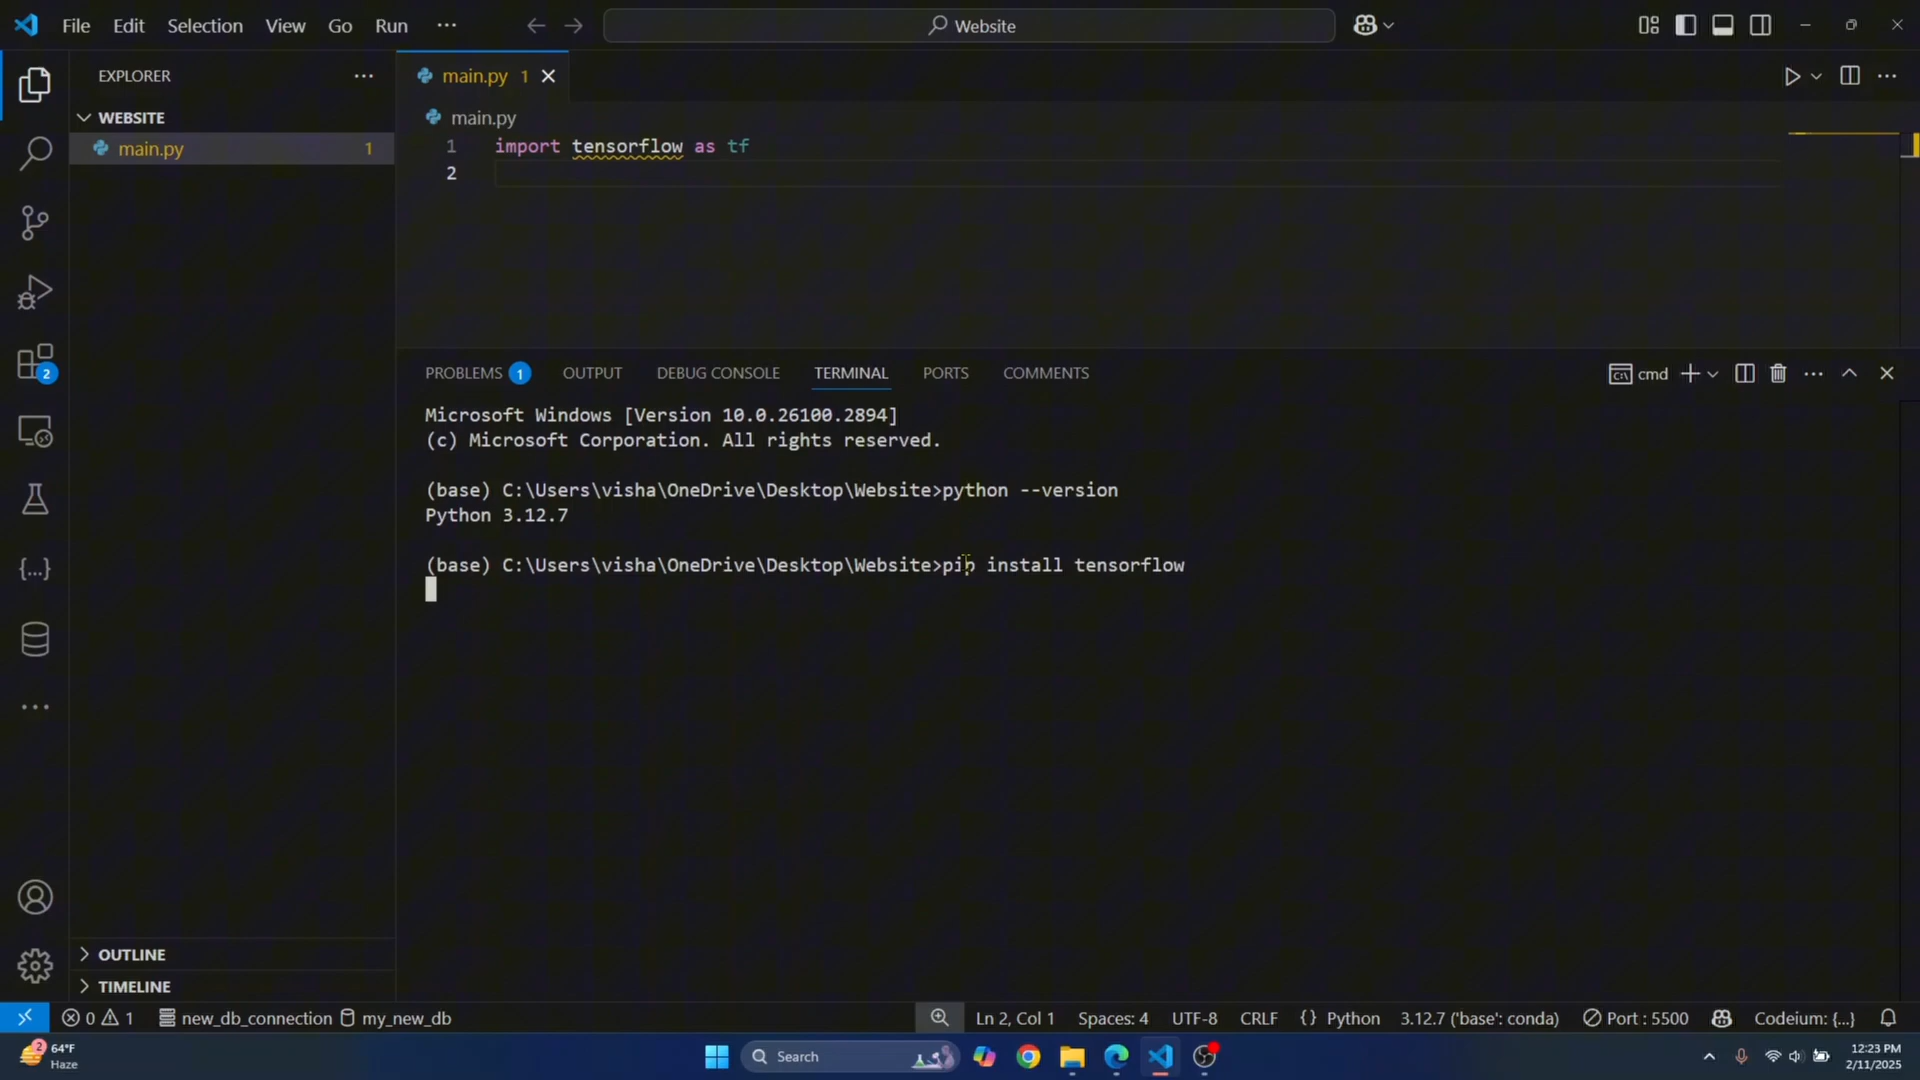 File Edit Selection View Go Run ···
Website
EXPLORER ···
main.py 1
WEBSITE
main.py 1
main.py
1 import tensorflow as tf
2
PROBLEMS 1 OUTPUT DEBUG CONSOLE TERMINAL PORTS COMMENTS
cmd
Microsoft Windows [Version 10.0.26100.2894]
(c) Microsoft Corporation. All rights reserved.
(base) C:\Users\visha\OneDrive\Desktop\Website>python --version
Python 3.12.7
(base) C:\Users\visha\OneDrive\Desktop\Website>pip install tensorflow
2
OUTLINE
TIMELINE
0 1 new_db_connection my_new_db
Ln 2, Col 1 Spaces: 4 UTF-8 CRLF {} Python 3.12.7 ('base': conda) Port : 5500 Codeium: {...}
2
64°F
Haze
Search
12:23 PM
2/11/2025